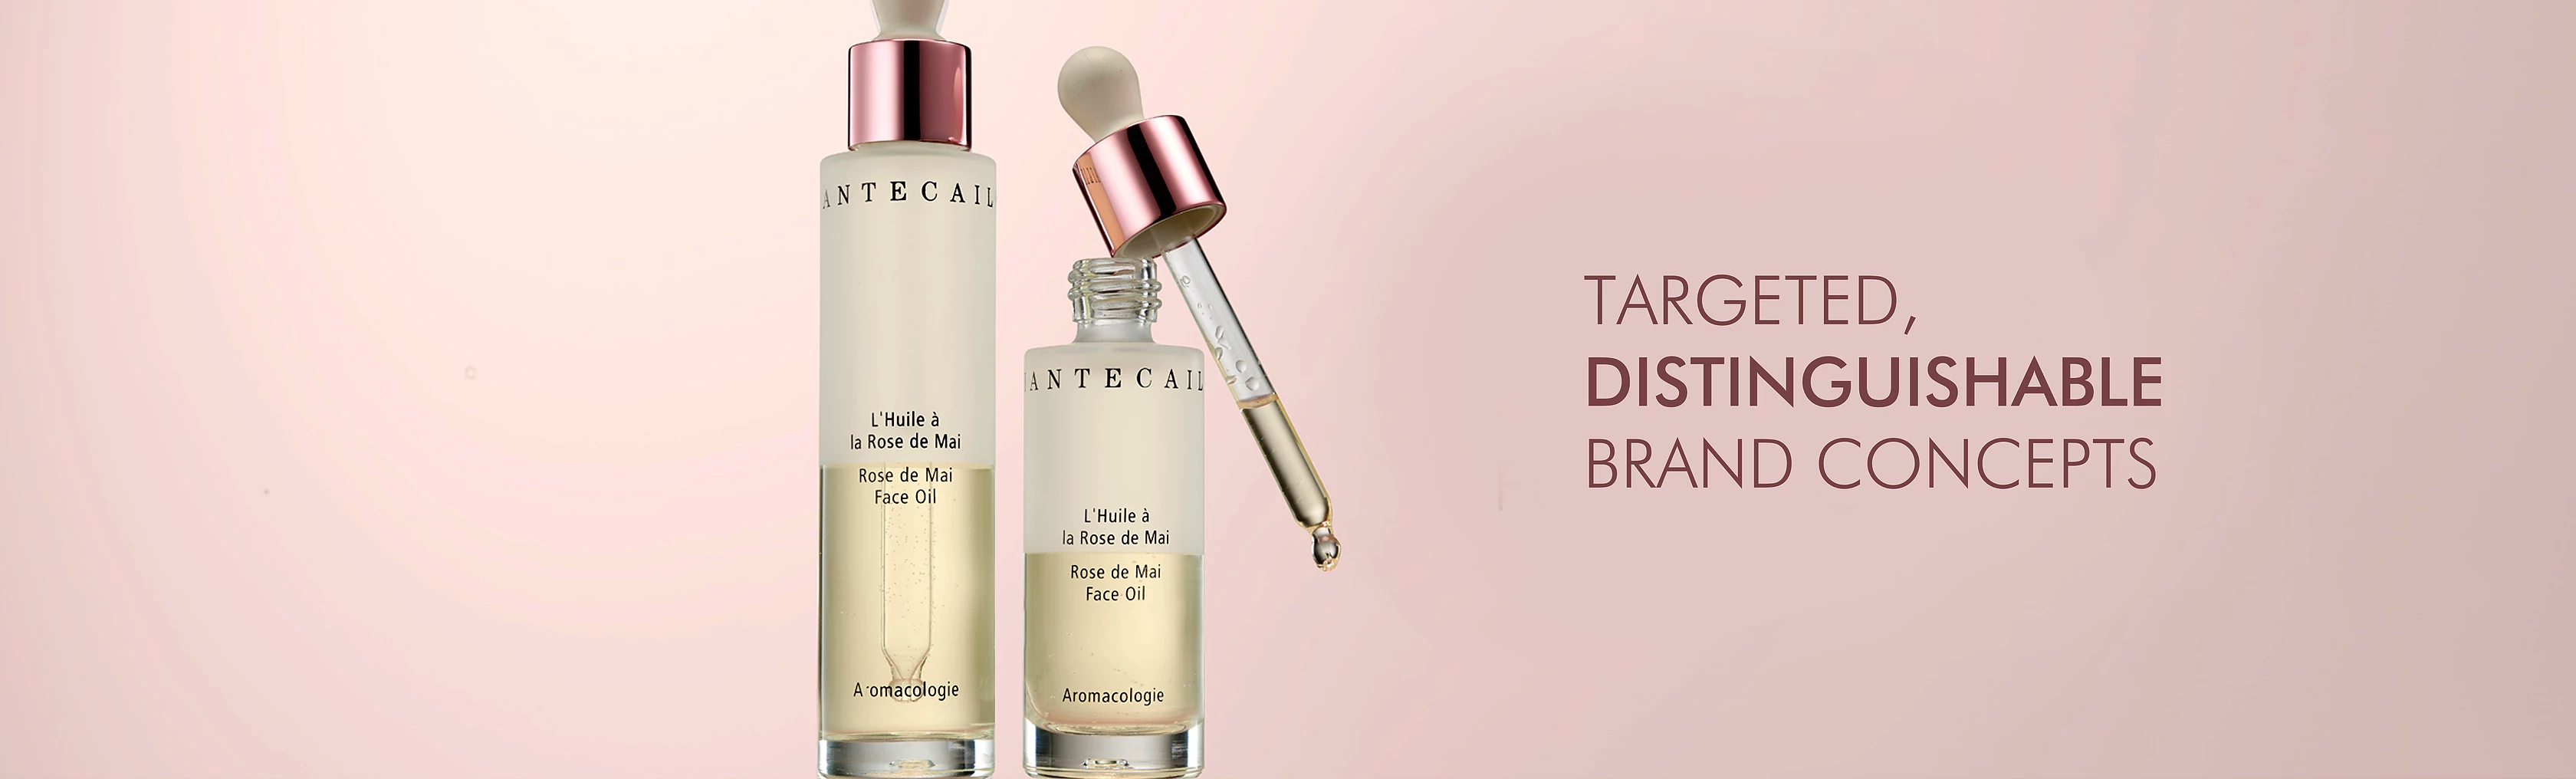 ANTECAIL
L'Huile à
la Rose de Mai
Rose de Mai
Face Oil
Aromacologie
ANTECAIL
L'Huile à
la Rose de Mai
Rose de Mai
Face Oil
Aromacologie
TARGETED,
DISTINGUISHABLE
BRAND CONCEPTS